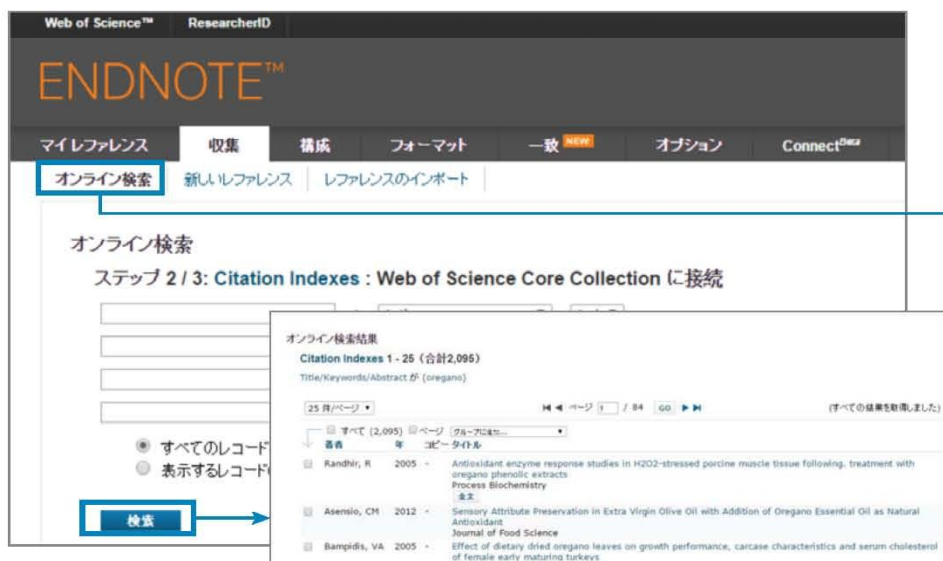 Web of Science™ ResearcherID
ENDNOTE™
マイレファレンス 収集 構成 フォーマット 一致 NEW オプション Connect Beta
オンライン検索 新しいレファレンス レファレンスのインポート
オンライン検索
ステップ 2 / 3: Citation Indexes : Web of Science Core Collection に接続
すべてのレコード
表示するレコード
検索
オンライン検索結果
Citation Indexes 1 - 25 (合計2,095)
Title/Keywords/Abstract が (oregano)
25 件/ページ ページ 1 / 84 GO (すべての結果を取得しました)
すべて (2,095) ページ グループに追加...
著者 年 コピー タイトル
Randhir, R 2005 - Antioxidant enzyme response studies in H2O2-stressed porcine muscle tissue following. treatment with
oregano phenolic extracts
Process Biochemistry
全文
Asensio, CM 2012 - Sensory Attribute Preservation in Extra Virgin Olive Oil with Addition of Oregano Essential Oil as Natural
Antioxidant
Journal of Food Science
Bampidis, VA 2005 - Effect of dietary dried oregano leaves on growth performance, carcase characteristics and serum cholesterol
of female early maturing turkeys